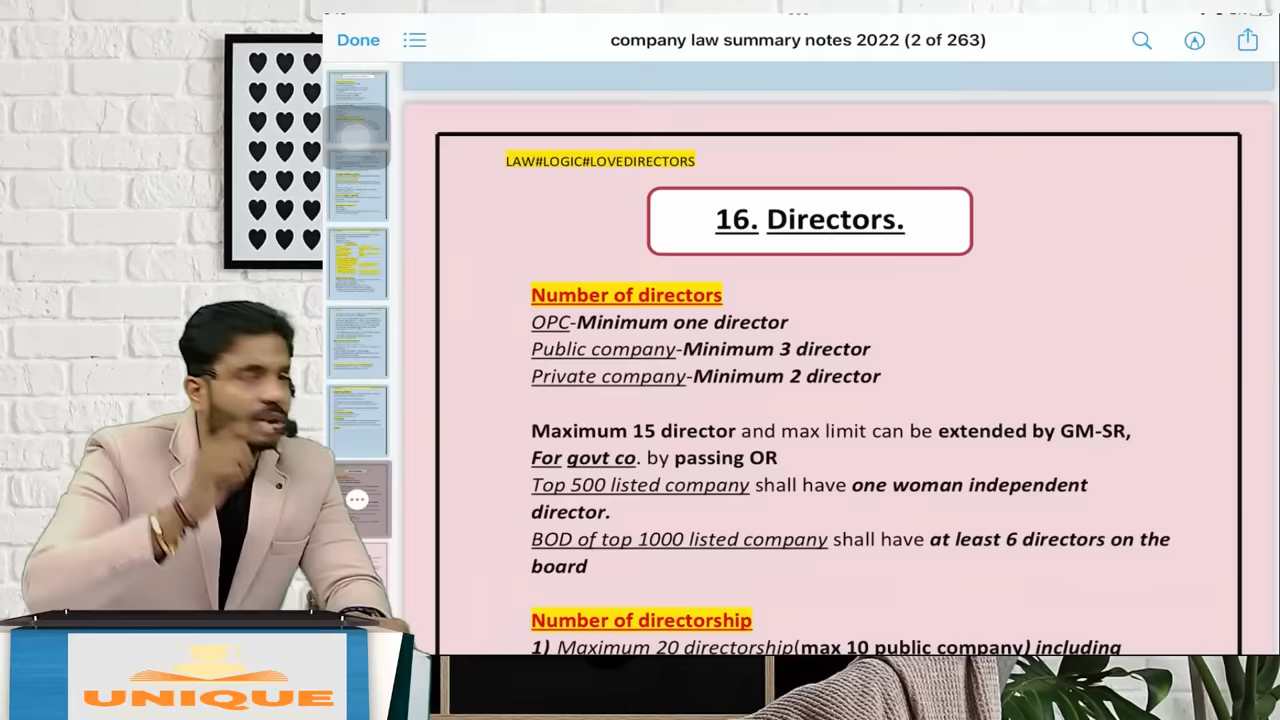 Done
company law summary notes 2022 (2 of 263)
LAW#LOGIC#LOVEDIRECTORS
16. Directors.
Number of directors
OPC-Minimum one director
Public company-Minimum 3 director
Private company-Minimum 2 director
Maximum 15 director and max limit can be extended by GM-SR,
For govt co. by passing OR
Top 500 listed company shall have one woman independent
director.
BOD of top 1000 listed company shall have at least 6 directors on the
board
Number of directorship
1) Maximum 20 directorship(max 10 public company) including
UNIQUE